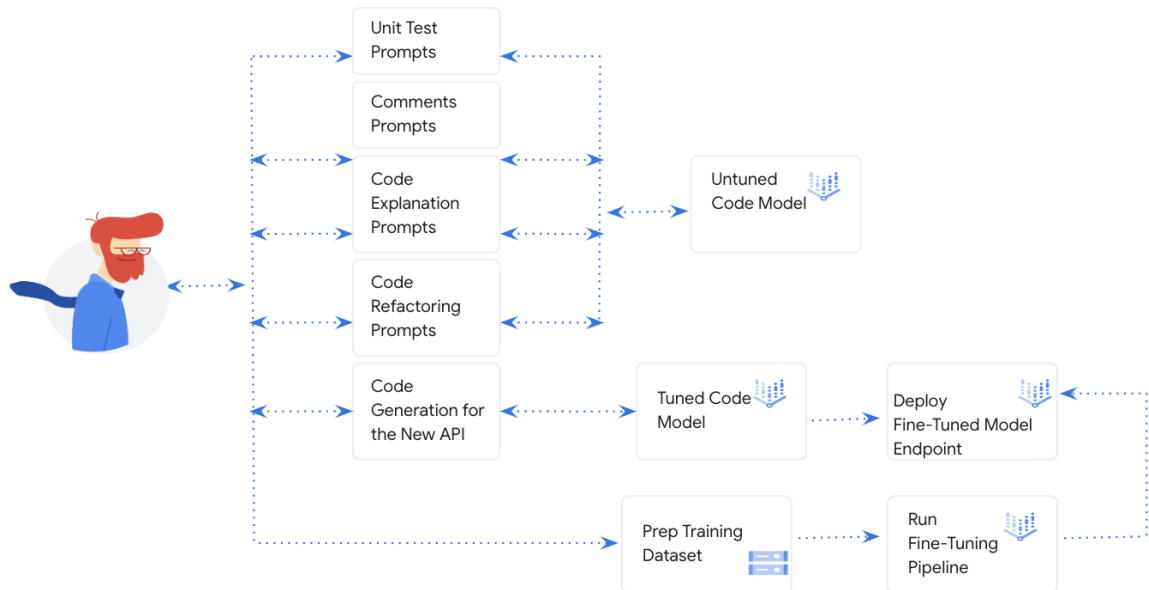 Unit Test
Prompts
Comments
Prompts
Code
Explanation
Prompts
Untuned
Code Model
Code
Refactoring
Prompts
Code
Generation for
the New API
Tuned Code
Model
Deploy
Fine-Tuned Model
Endpoint
Prep Training
Dataset
Run
Fine-Tuning
Pipeline